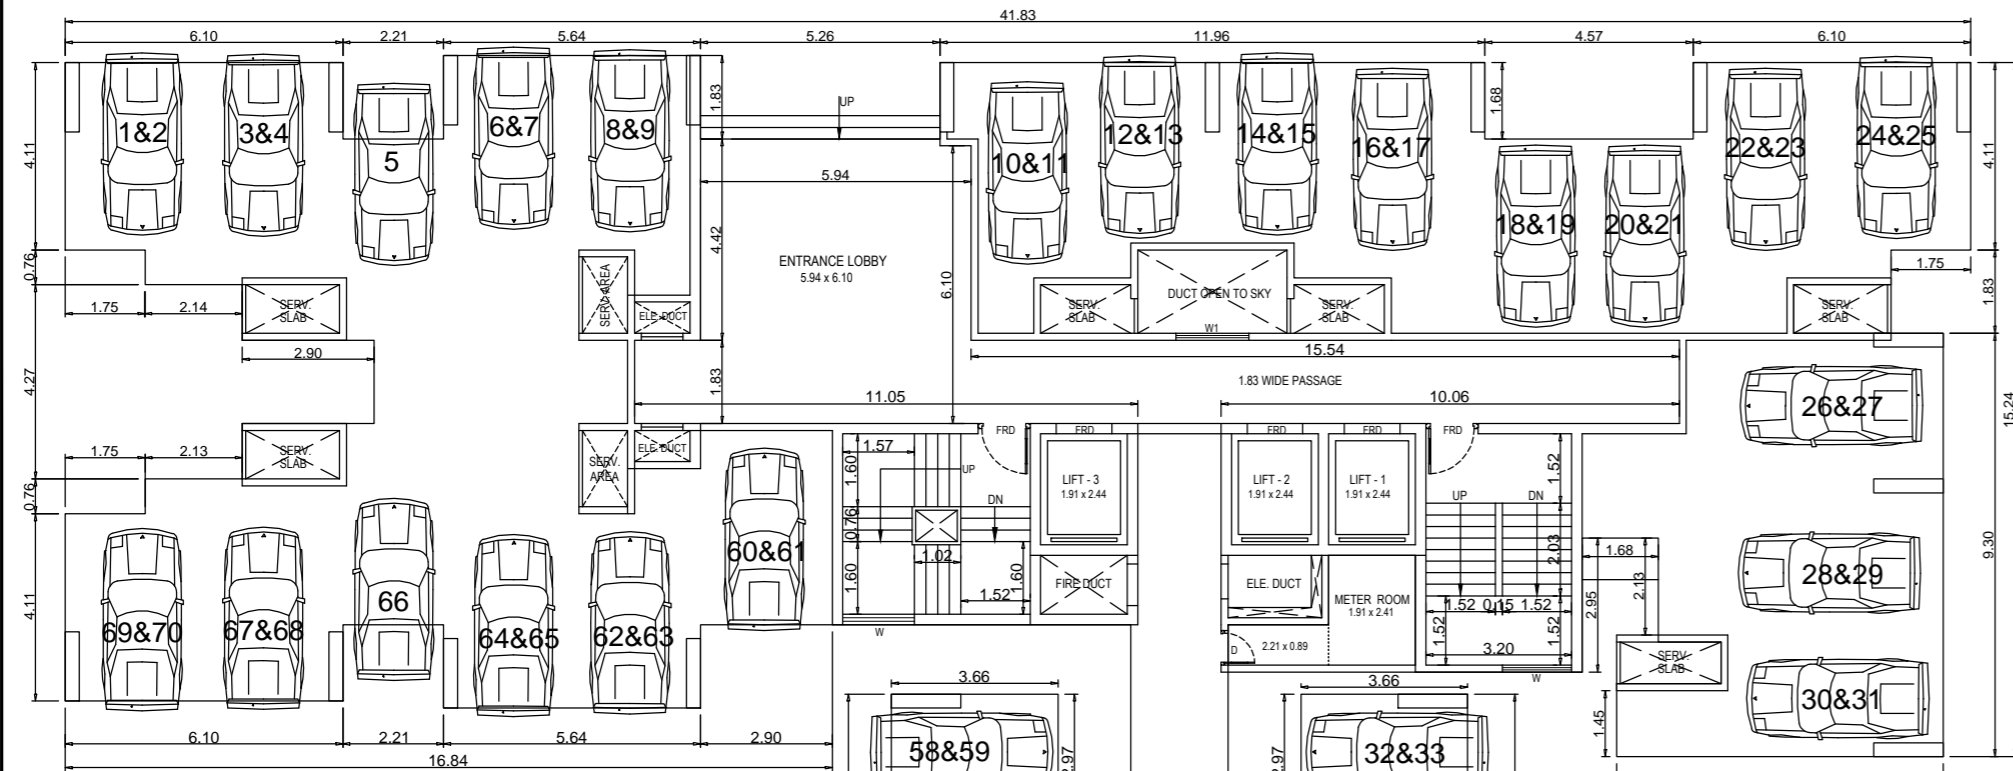 41.83
6.10
2.21
5.64
5.26
11.96
4.57
6.10
1&2
3&4
5
6&7
8&9
1.83
UP
10&11
12&13
14&15
16&17
1.68
18&19
20&21
22&23
24&25
4.11
4.11
5.94
4.42
6.10
ENTRANCE LOBBY
5.94 x 6.10
0.76
1.75
2.14
SERV.
SLAB
SERV. AREA
ELE. DUCT
SERV.
SLAB
DUCT OPEN TO SKY
W1
SERV.
SLAB
SERV.
SLAB
1.75
1.83
2.90
4.27
1.83
15.54
1.83 WIDE PASSAGE
11.05
10.06
26&27
15.24
1.75
2.13
SERV.
SLAB
SERV.
AREA
ELE. DUCT
1.57
1.60
UP
DN
FRD
FRD
LIFT - 3
1.91 x 2.44
FRD
LIFT - 2
1.91 x 2.44
FRD
LIFT - 1
1.91 x 2.44
FRD
1.52
UP
DN
0.76
0.76
1.02
1.60
1.52
1.60
W
FIRE DUCT
ELE. DUCT
METER ROOM
1.91 x 2.41
D
2.21 x 0.89
2.03
1.52
0.15
1.52
1.52
1.52
3.20
W
2.95
1.68
2.13
28&29
9.30
SERV.
SLAB
30&31
1.45
4.11
69&70
67&68
66
64&65
62&63
60&61
3.66
58&59
2.97
3.66
32&33
2.97
6.10
2.21
5.64
2.90
16.84